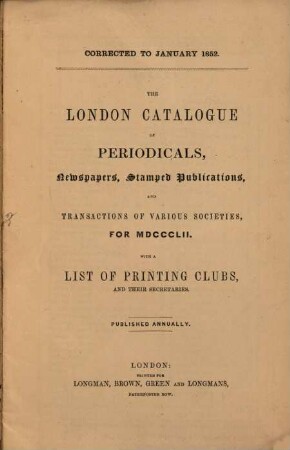 CORRECTED TO JANUARY 1852.
THE
LONDON CATALOGUE
OF
PERIODICALS,
Newspapers, Stamped Publications,
AND
TRANSACTIONS OF VARIOUS SOCIETIES,
FOR MDCCCLII.
WITH A
LIST OF PRINTING CLUBS,
AND THEIR SECRETARIES.
PUBLISHED ANNUALLY.
LONDON:
PRINTED FOR
LONGMAN, BROWN, GREEN AND LONGMANS,
PATERNOSTER ROW.